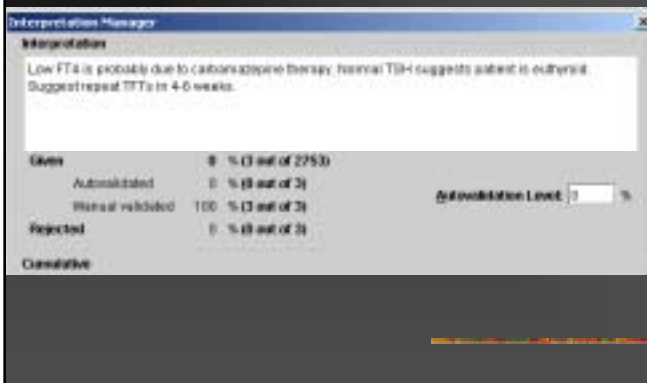 Interpretation Manager
Interpretation
Low FT4 is probably due to carbamazepine therapy. Normal TSH suggests patient is euthyroid.
Suggest repeat TFTs in 4-6 weeks.
Given 0 % (3 out of 2753)
Autovalidated 0 % (0 out of 3)
Manual validated 100 % (3 out of 3)
Autovalidation Level: 0 %
Rejected 0 % (0 out of 3)
Cumulative